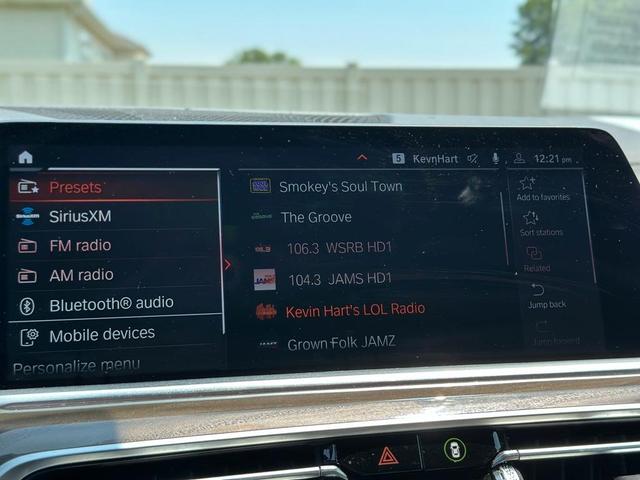 5 KevnHart 12:21 pm
Presets
SiriusXM
FM radio
AM radio
Bluetooth® audio
Mobile devices
Personalize menu
Smokey's Soul Town
The Groove
106.3 WSRB HD1
104.3 JAMS HD1
Kevin Hart's LOL Radio
Grown Folk JAMZ
Add to favorites
Sort stations
Related
Jump back
Jump forward